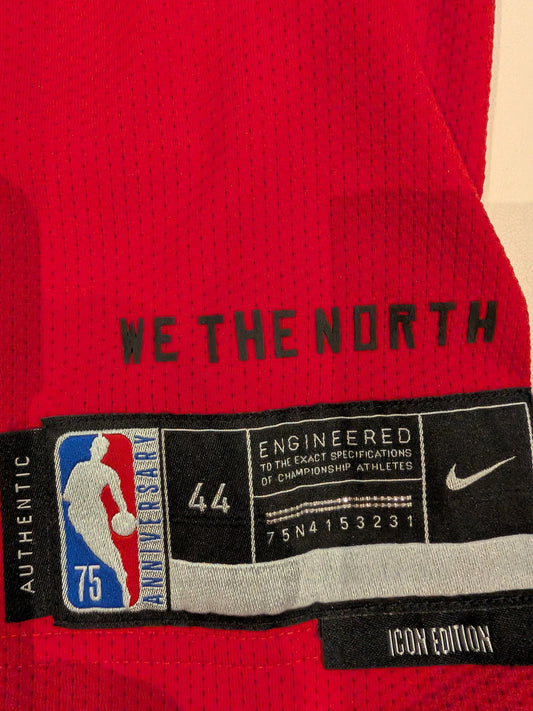 WE THE NORTH
AUTHENTIC
75
ANNIVERSARY
44
ENGINEERED
TO THE EXACT SPECIFICATIONS
OF CHAMPIONSHIP ATHLETES
75N4153231
ICON EDITION